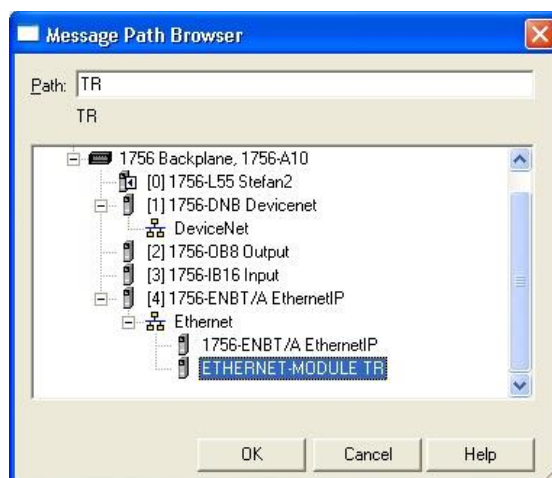 Message Path Browser
Path: TR
TR
1756 Backplane, 1756-A10
[0] 1756-L55 Stefan2
[1] 1756-DNB Devicenet
DeviceNet
[2] 1756-OB8 Output
[3] 1756-IB16 Input
[4] 1756-ENBT/A EthernetIP
Ethernet
1756-ENBT/A EthernetIP
ETHERNET-MODULE TR
OK Cancel Help